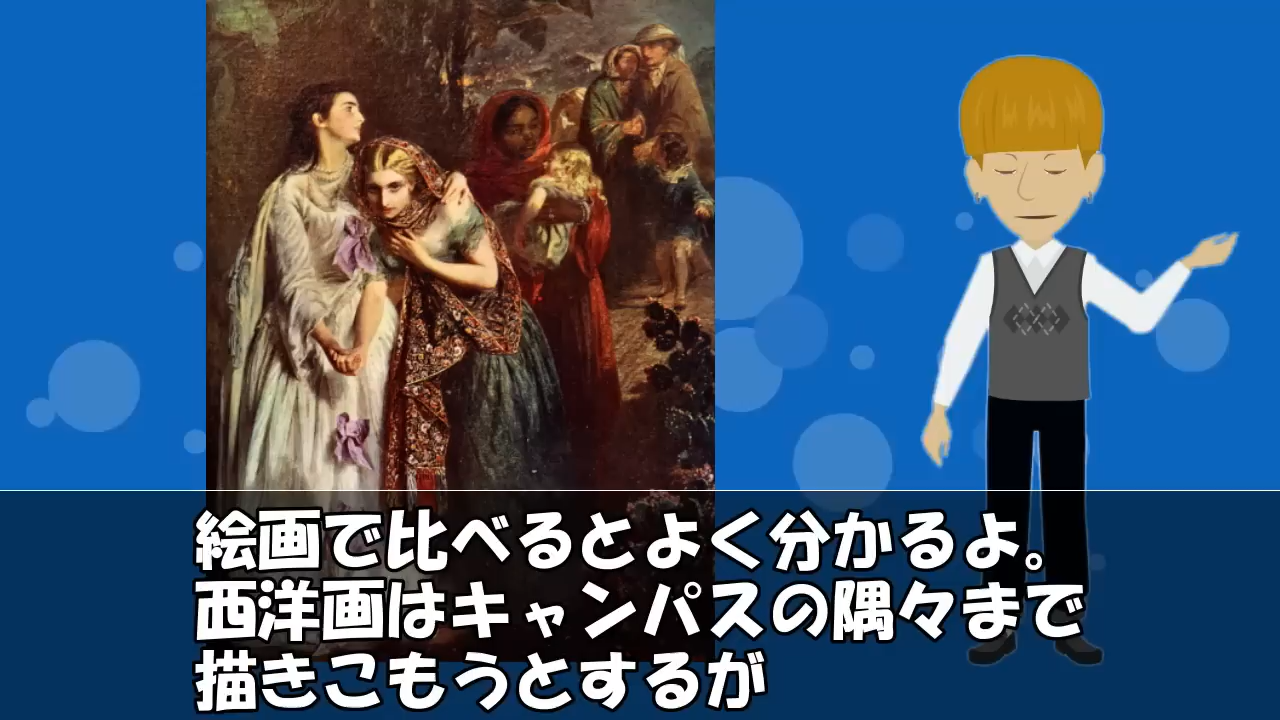 絵画で比べるとよく分かるよ。
西洋画はキャンパスの隅々まで
描きこもうとするが